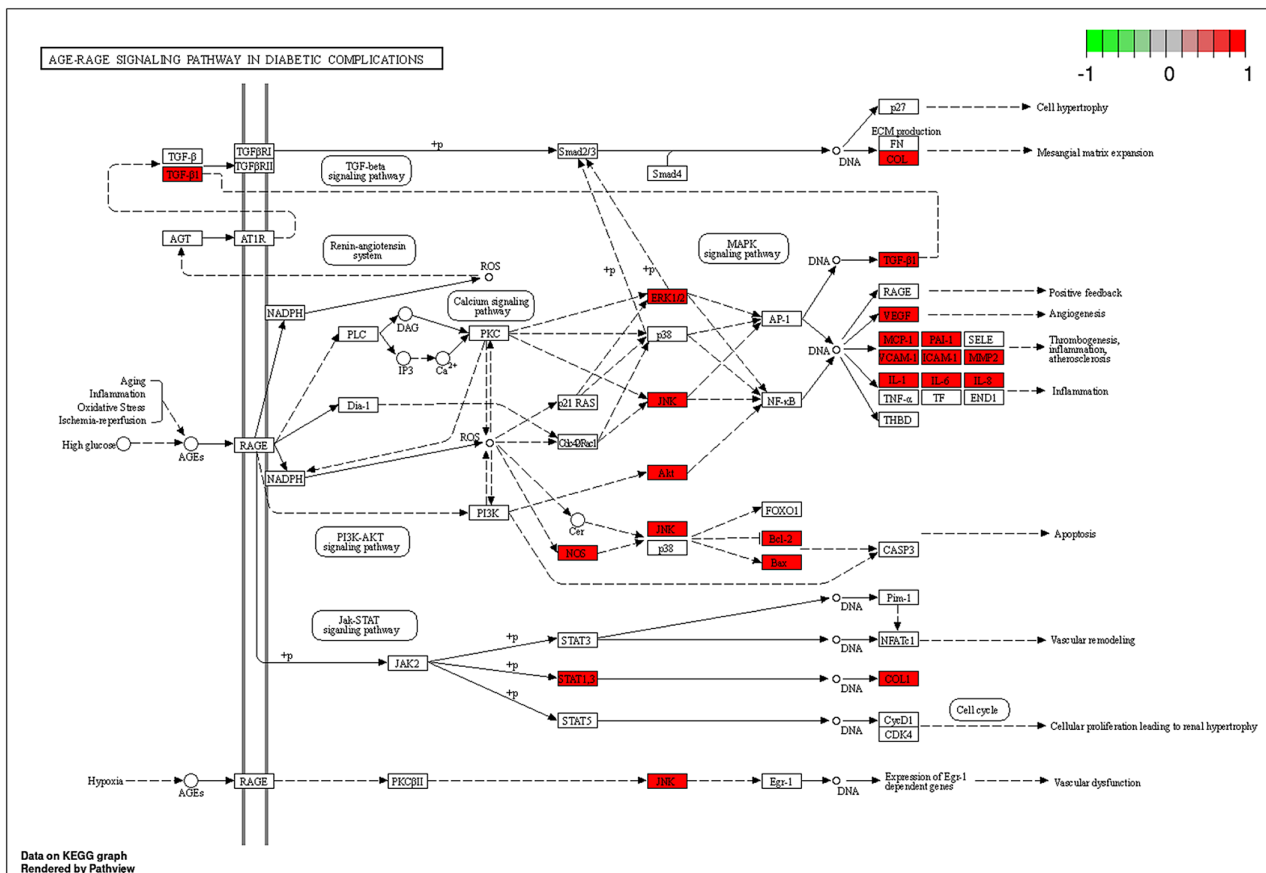 AGE-RAGE SIGNALING PATHWAY IN DIABETIC COMPLICATIONS
-1 0 1
p27
Cell hypertrophy
ECM production
FN
COL
DNA
Mesangial matrix expansion
TGF-β
TGF-β1
TGFβRI
TGFβRII
+p
TGF-beta
signaling pathway
Smad2/3
Smad4
AGT
AT1R
Renin-angiotensin
system
ROS
MAPK
signaling pathway
+p
+p
DNA
TGF-β1
NADPH
Calcium signaling
pathway
PLC
DAG
IP3
Ca2+
PKC
ERK1/2
p38
AP-1
RAGE
Positive feedback
VEGF
Angiogenesis
DNA
MCP-1
PAI-1
SELE
VCAM-1
ICAM-1
MMP2
Thrombogenesis,
inflammation,
atherosclerosis
IL-1
IL-6
IL-8
TNF-α
TF
END1
Inflammation
THBD
Aging
Inflammation
Oxidative Stress
Ischemia-reperfusion
High glucose
AGEs
RAGE
Dia-1
p21 RAS
JNK
NF-κB
ROS
Cdc42
Rac1
NADPH
Akt
PI3K
PI3K-AKT
signaling pathway
Cer
NOS
JNK
p38
FOXO1
Bcl-2
Bax
CASP3
Apoptosis
Jak-STAT
siganling pathway
+p
JAK2
+p
STAT3
DNA
Pim-1
DNA
NFATc1
Vascular remodeling
+p
STAT1,3
DNA
COL1
+p
STAT5
DNA
CycD1
CDK4
Cell cycle
Cellular proliferation leading to renal hypertrophy
Hypoxia
AGEs
RAGE
PKCβII
JNK
Egr-1
DNA
Expression of Egr-1
dependent genes
Vascular dysfunction
Data on KEGG graph
Rendered by Pathview